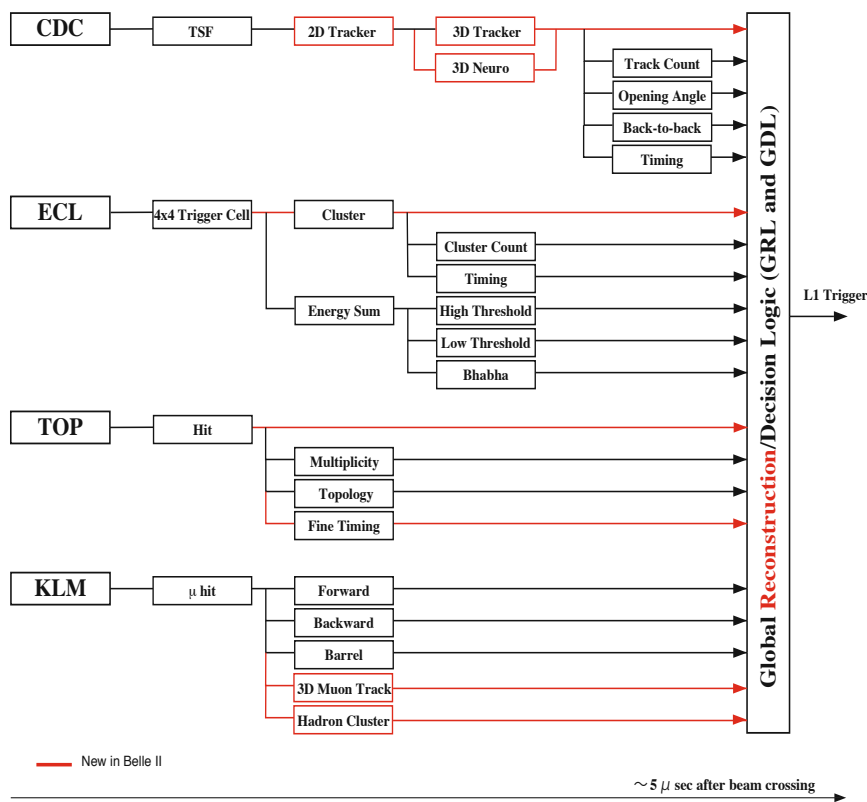 CDC
TSF
2D Tracker
3D Tracker
3D Neuro
Track Count
Opening Angle
Back-to-back
Timing
ECL
4x4 Trigger Cell
Cluster
Cluster Count
Timing
Energy Sum
High Threshold
Low Threshold
Bhabha
TOP
Hit
Multiplicity
Topology
Fine Timing
KLM
μ hit
Forward
Backward
Barrel
3D Muon Track
Hadron Cluster
Global Reconstruction/Decision Logic (GRL and GDL)
L1 Trigger
New in Belle II
～5 μ sec after beam crossing